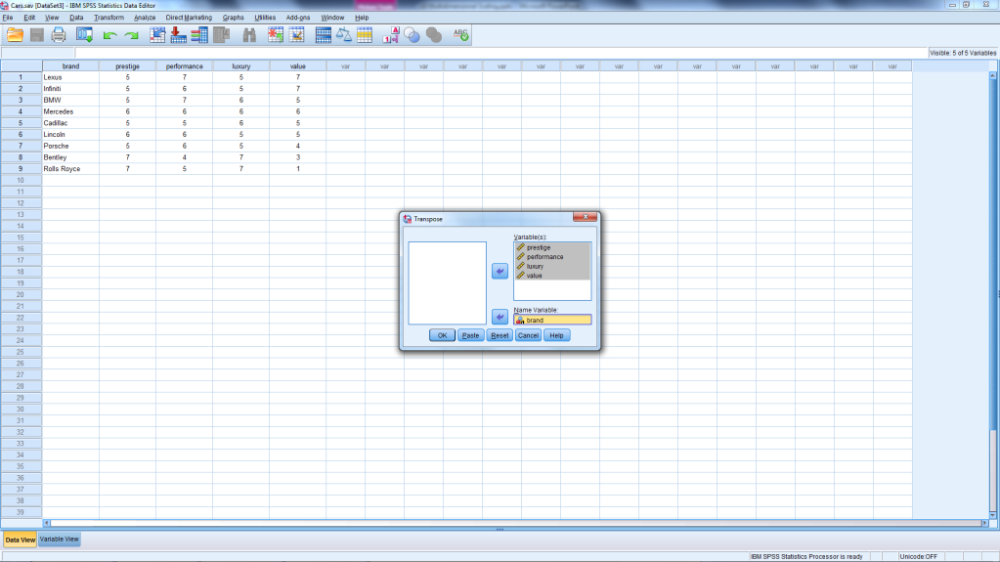 Cars.sav [DataSet3] - IBM SPSS Statistics Data Editor
File Edit View Data Transform Analyze Direct Marketing Graphs Utilities Add-ons Window Help
Visible: 5 of 5 Variables
brand prestige performance luxury value var var var var var var var var var var var var var var var
1 Lexus 5 7 5 7
2 Infiniti 5 6 5 7
3 BMW 5 7 6 5
4 Mercedes 6 6 6 6
5 Cadillac 5 5 6 5
6 Lincoln 6 6 5 5
7 Porsche 5 6 5 4
8 Bentley 7 4 7 3
9 Rolls Royce 7 5 7 1
10
11
12
13
14
15
16
17
18
19
20
21
22
23
24
25
26
27
28
29
30
31
32
33
34
35
36
37
38
39
Transpose
Variable(s):
prestige
performance
luxury
value
Name Variable:
brand
OK Paste Reset Cancel Help
Data View Variable View
IBM SPSS Statistics Processor is ready Unicode:OFF